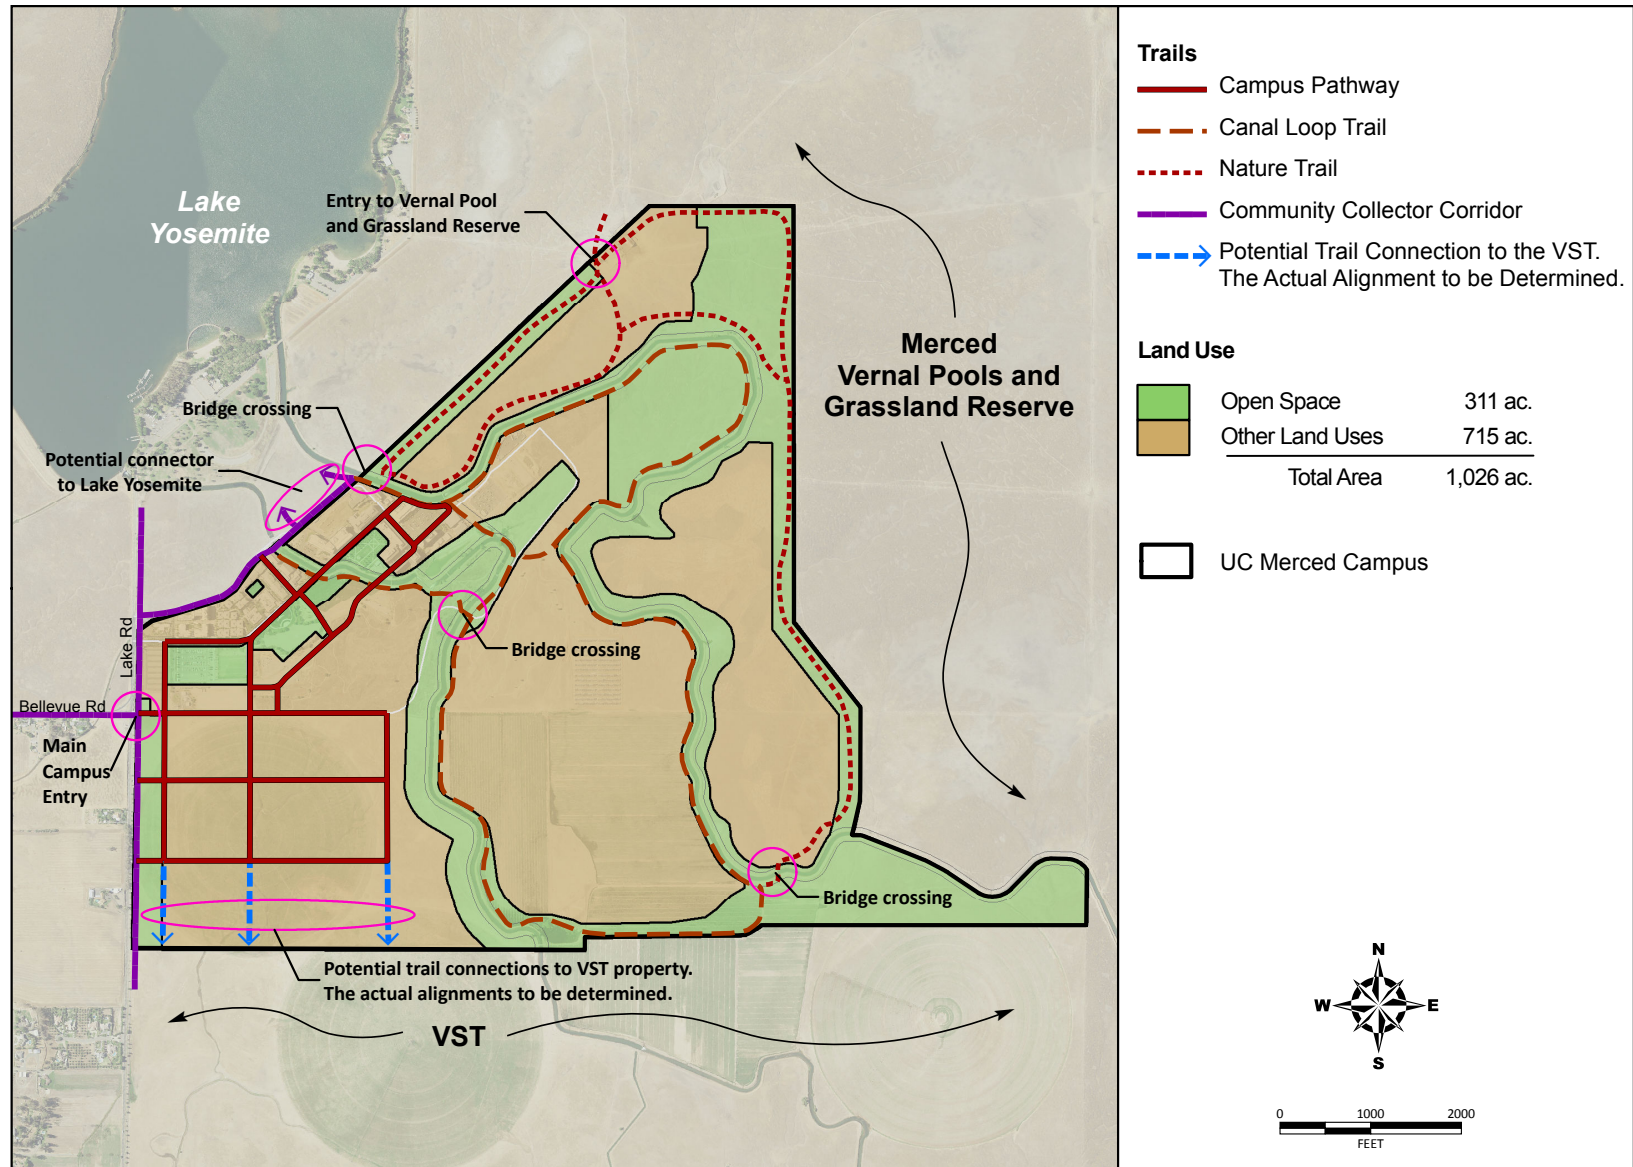 Lake
Yosemite
Entry to Vernal Pool
and Grassland Reserve
Bridge crossing
Potential connector
to Lake Yosemite
Merced
Vernal Pools and
Grassland Reserve
Bridge crossing
Lake Rd
Bellevue Rd
Main
Campus
Entry
Bridge crossing
Potential trail connections to VST property.
The actual alignments to be determined.
VST
Trails
Campus Pathway
Canal Loop Trail
Nature Trail
Community Collector Corridor
Potential Trail Connection to the VST.
The Actual Alignment to be Determined.
Land Use
Open Space 311 ac.
Other Land Uses 715 ac.
Total Area 1,026 ac.
UC Merced Campus
N
W E
S
0 1000 2000
FEET